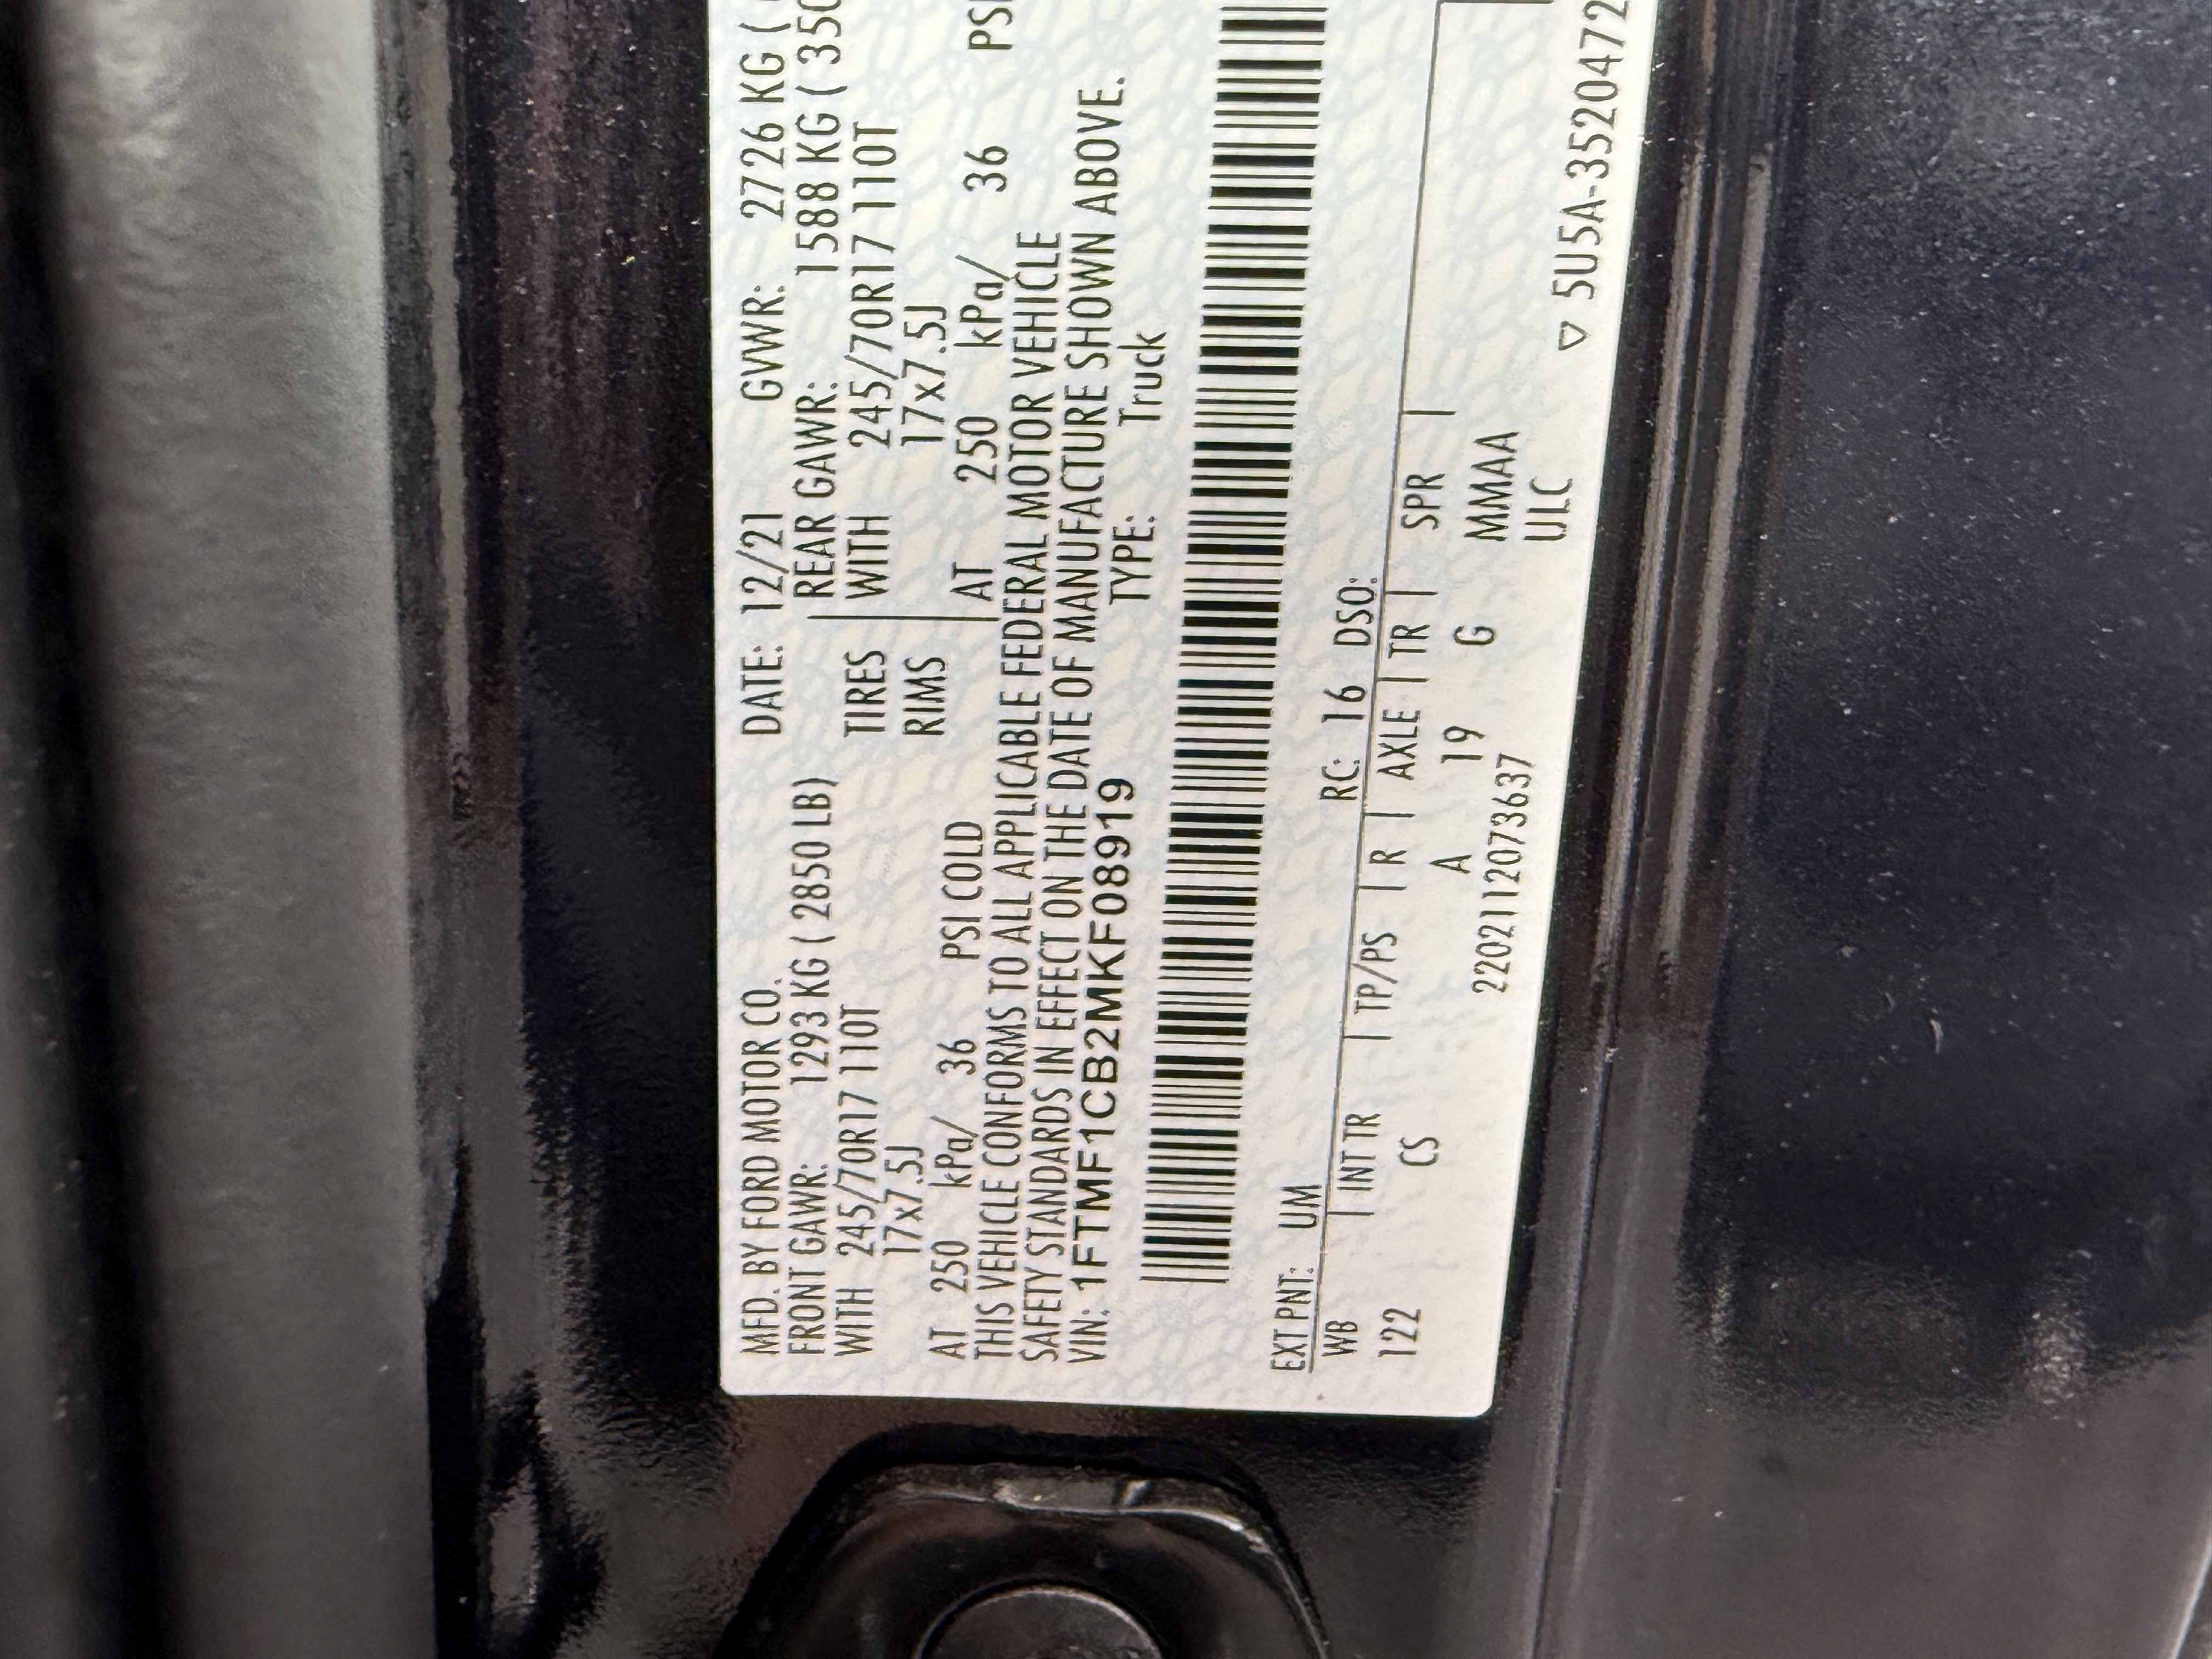 MFD. BY FORD MOTOR CO. DATE: 12/21 GVWR: 2726 KG (
FRONT GAWR: 1293 KG ( 2850 LB) REAR GAWR: 1588 KG ( 350
WITH 245/70R17 110T TIRES WITH 245/70R17 110T
17x7.5J RIMS 17x7.5J
AT 250 kPa/ 36 PSI COLD AT 250 kPa/ 36 PSI
THIS VEHICLE CONFORMS TO ALL APPLICABLE FEDERAL MOTOR VEHICLE
SAFETY STANDARDS IN EFFECT ON THE DATE OF MANUFACTURE SHOWN ABOVE.
VIN: 1FTMF1CB2MKF08919 TYPE: Truck
EXT PNT: UM RC: 16 DSO:
WB | INT TR | TP/PS | R | AXLE | TR | SPR |
122 CS A 19 G MMAA
2202112073637 ULC
▽ 5U5A-3520472